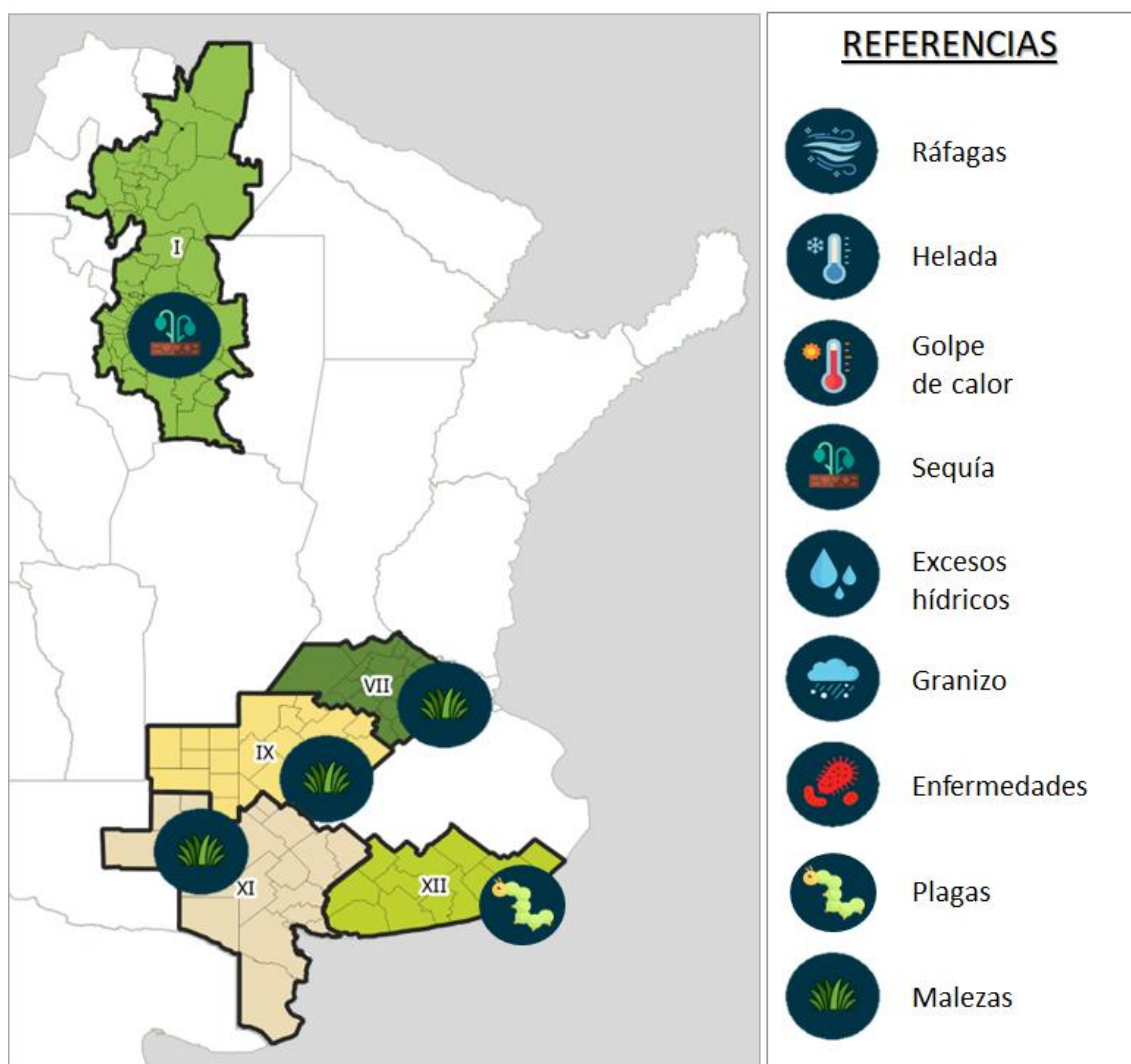 REFERENCIAS
Ráfagas
Helada
Golpe
de calor
Sequía
Excesos
hídricos
Granizo
Enfermedades
Plagas
Malezas
I
VII
IX
XI
XII